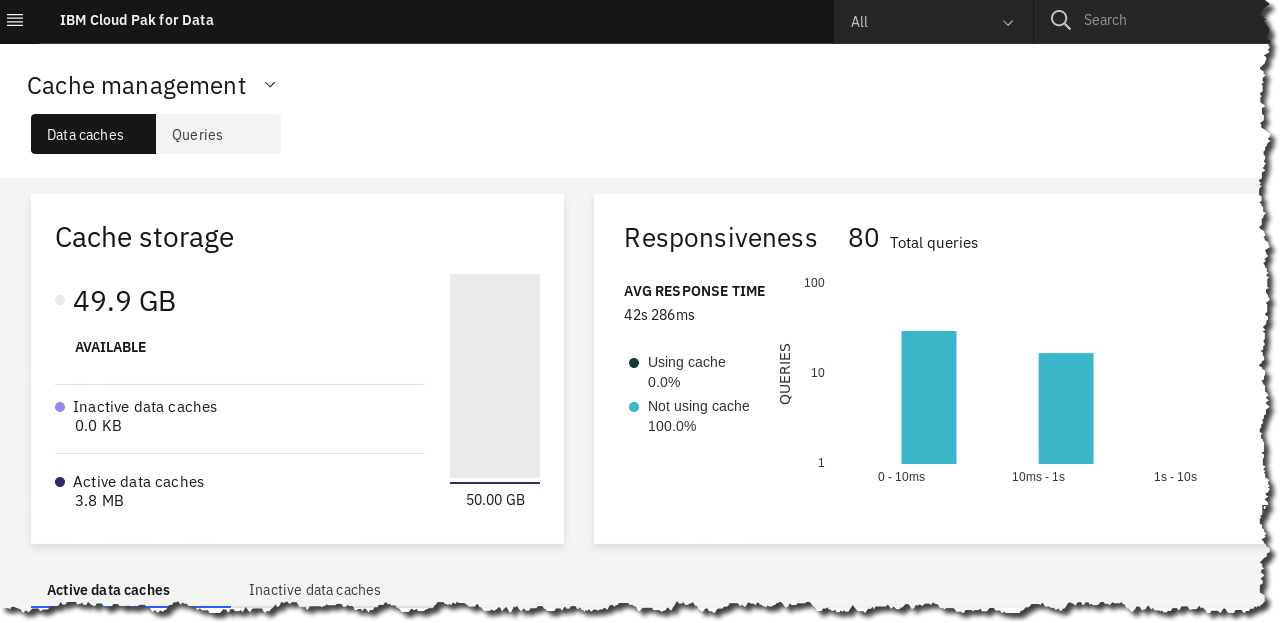 IBM Cloud Pak for Data
All
Search
Cache management
Data caches
Queries
Cache storage
49.9 GB
AVAILABLE
Inactive data caches
0.0 KB
Active data caches
3.8 MB
50.00 GB
Responsiveness
80 Total queries
AVG RESPONSE TIME
42s 286ms
Using cache
0.0%
Not using cache
100.0%
QUERIES
100
10
1
0 - 10ms
10ms - 1s
1s - 10s
Active data caches
Inactive data caches